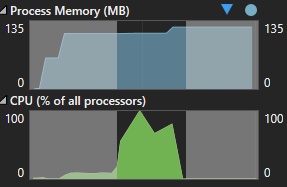 Process Memory (MB)
135 135
0 0
CPU (% of all processors)
100 100
0 0